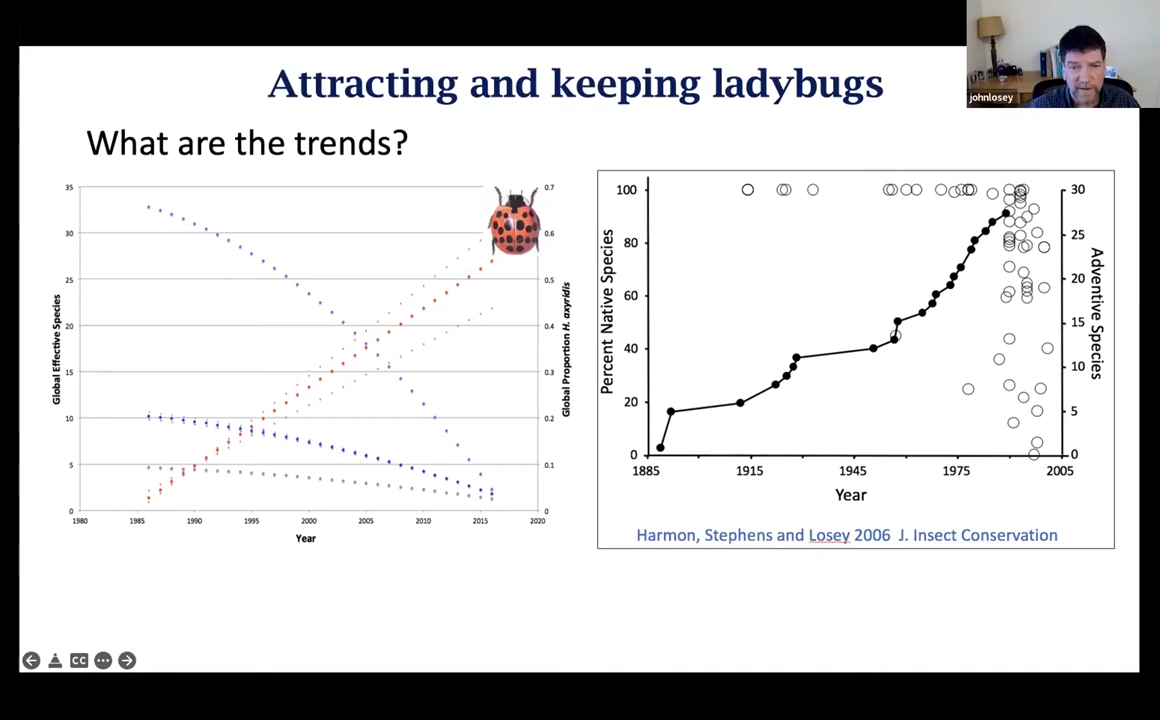 Attracting and keeping ladybugs
johnlosey
What are the trends?
35
30
25
20
15
10
5
0
Global Effective Species
0.7
0.6
0.5
0.4
0.3
0.2
0.1
0
Global Proportion H. axyridis
1980 1985 1990 1995 2000 2005 2010 2015 2020
Year
100
80
60
40
20
0
Percent Native Species
30
25
20
15
10
5
0
Adventive Species
1885 1915 1945 1975 2005
Year
Harmon, Stephens and Losey 2006 J. Insect Conservation
CC